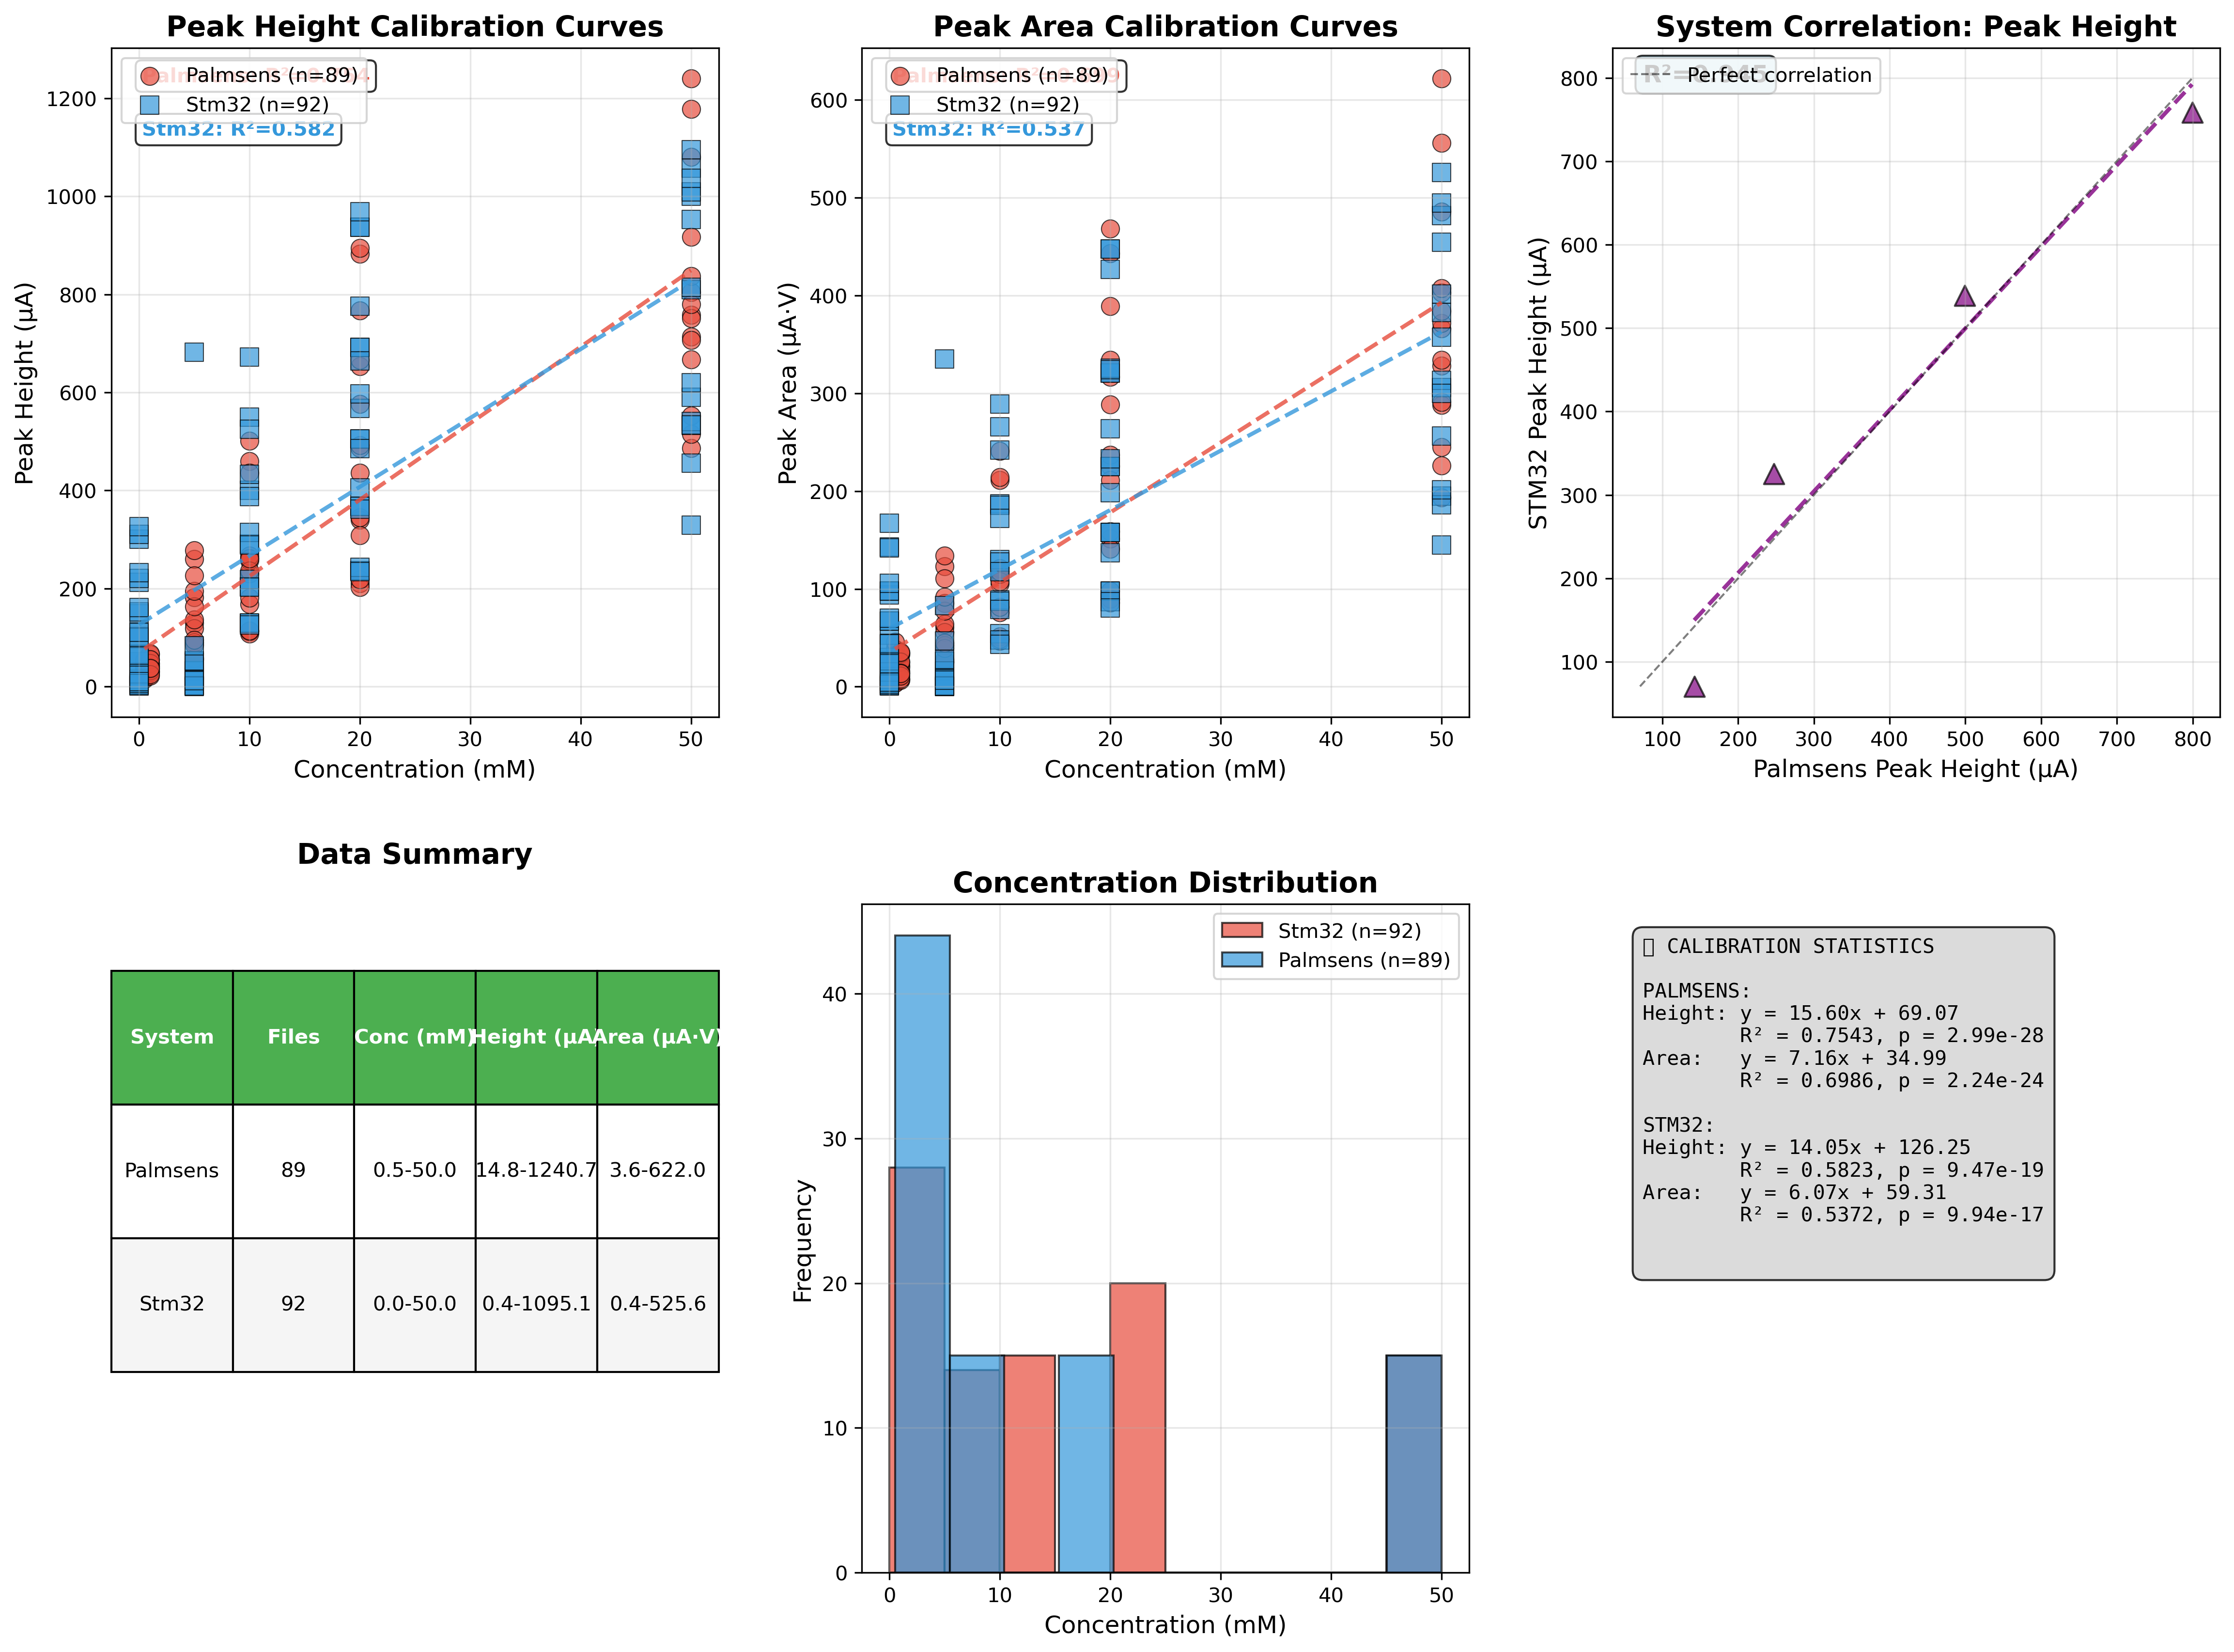 Peak Height Calibration Curves
Palmsens (n=89)
Stm32 (n=92)
Stm32: R²=0.582
Peak Height (µA)
1200
1000
800
600
400
200
0
0 10 20 30 40 50
Concentration (mM)
Peak Area Calibration Curves
Palmsens (n=89)
Stm32 (n=92)
Stm32: R²=0.537
Peak Area (µA·V)
600
500
400
300
200
100
0
0 10 20 30 40 50
Concentration (mM)
System Correlation: Peak Height
Perfect correlation
STM32 Peak Height (µA)
800
700
600
500
400
300
200
100
100 200 300 400 500 600 700 800
Palmsens Peak Height (µA)
Data Summary
System Files Conc (mM) Height (µA Area (µA·V)
Palmsens 89 0.5-50.0 14.8-1240.7 3.6-622.0
Stm32 92 0.0-50.0 0.4-1095.1 0.4-525.6
Concentration Distribution
Stm32 (n=92)
Palmsens (n=89)
Frequency
40
30
20
10
0
0 10 20 30 40 50
Concentration (mM)
CALIBRATION STATISTICS
PALMSENS:
Height: y = 15.60x + 69.07
R² = 0.7543, p = 2.99e-28
Area: y = 7.16x + 34.99
R² = 0.6986, p = 2.24e-24
STM32:
Height: y = 14.05x + 126.25
R² = 0.5823, p = 9.47e-19
Area: y = 6.07x + 59.31
R² = 0.5372, p = 9.94e-17